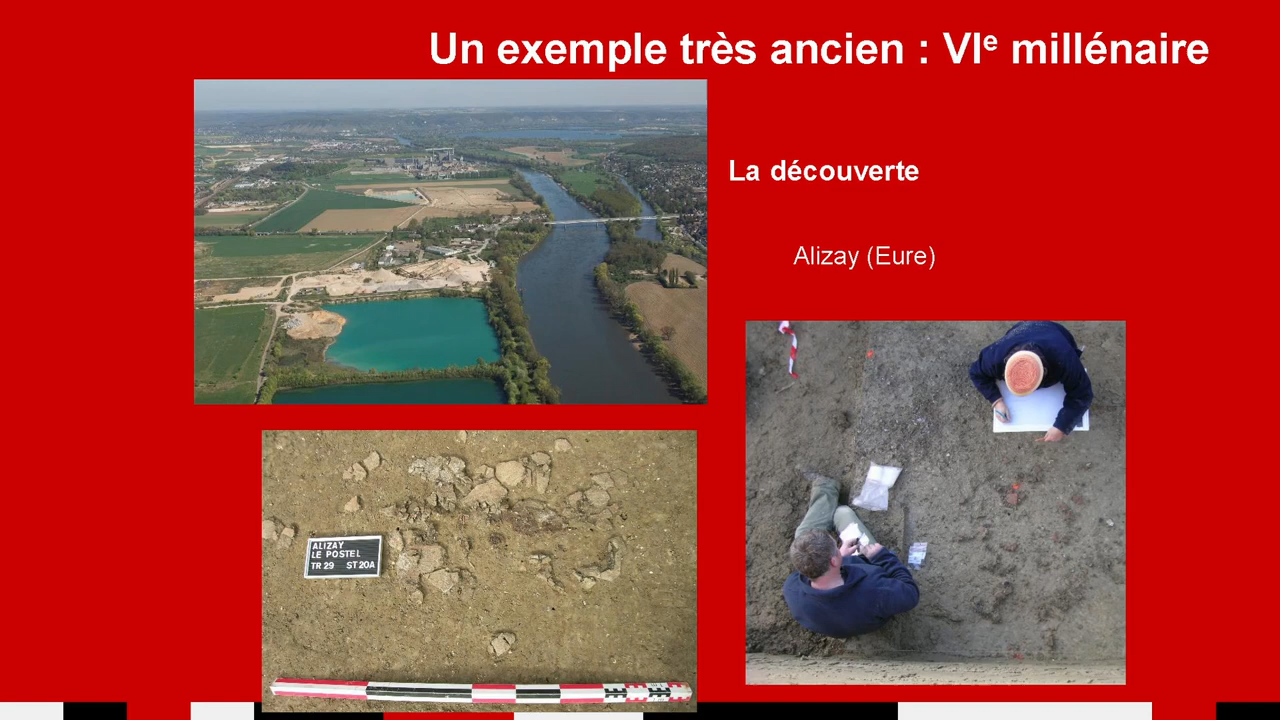 Un exemple très ancien : VIe millénaire
La découverte
Alizay (Eure)
ALIZAY
LE POSTEL
TR 29 ST 20A